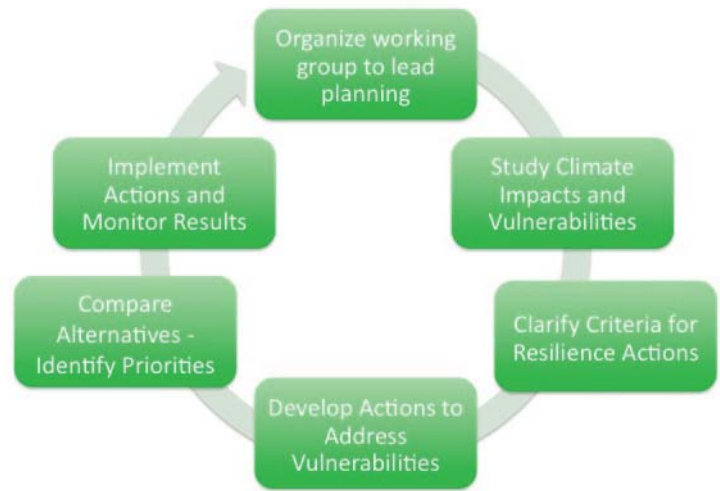 Organize working
group to lead
planning
Study Climate
Impacts and
Vulnerabilities
Clarify Criteria for
Resilience Actions
Develop Actions to
Address
Vulnerabilities
Compare
Alternatives -
Identify Priorities
Implement
Actions and
Monitor Results